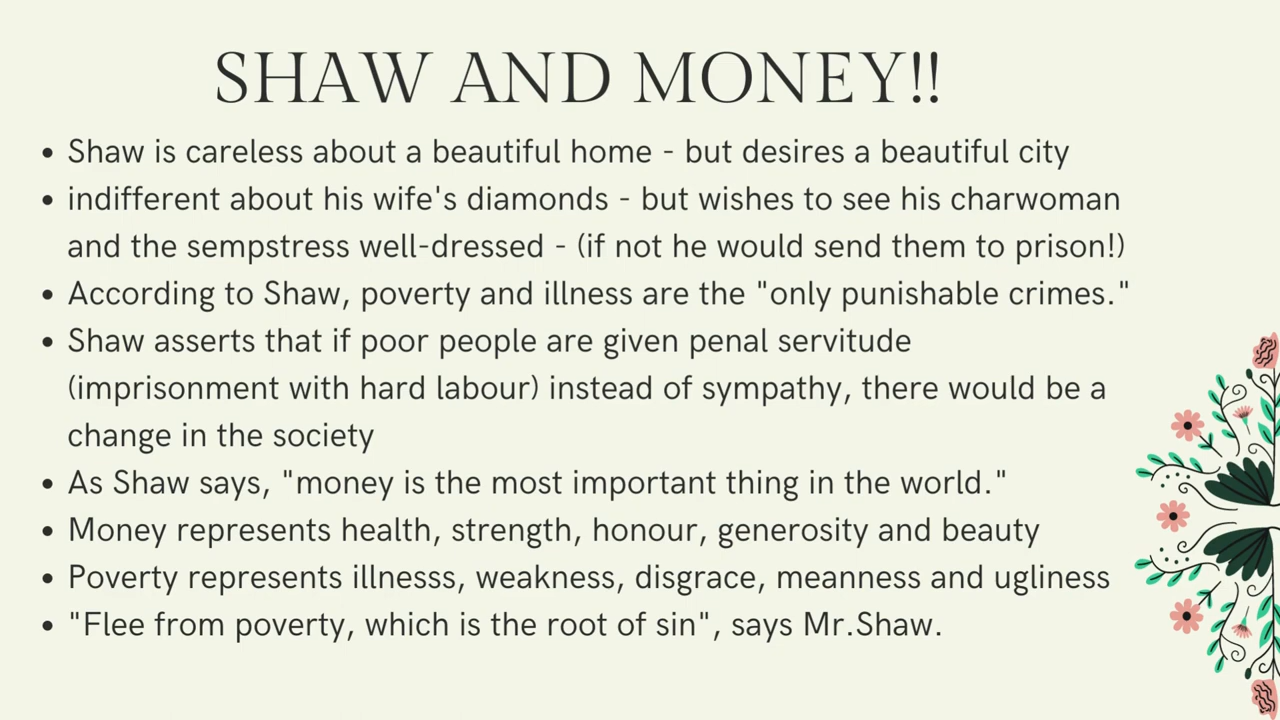 SHAW AND MONEY!!
• Shaw is careless about a beautiful home - but desires a beautiful city
• indifferent about his wife's diamonds - but wishes to see his charwoman
and the sempstress well-dressed - (if not he would send them to prison!)
• According to Shaw, poverty and illness are the "only punishable crimes."
• Shaw asserts that if poor people are given penal servitude
(imprisonment with hard labour) instead of sympathy, there would be a
change in the society
• As Shaw says, "money is the most important thing in the world."
• Money represents health, strength, honour, generosity and beauty
• Poverty represents illnesss, weakness, disgrace, meanness and ugliness
• "Flee from poverty, which is the root of sin", says Mr.Shaw.